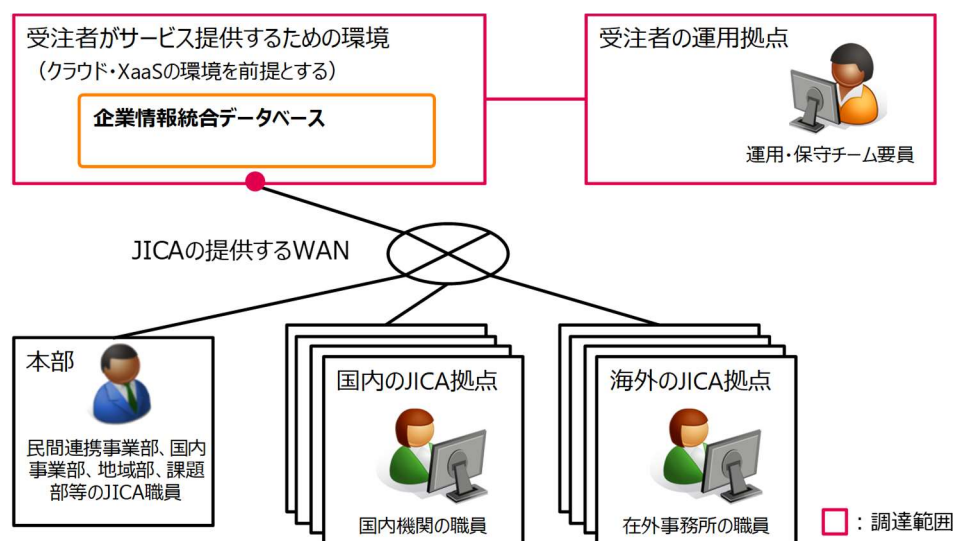 受注者がサービス提供するための環境
（クラウド・XaaSの環境を前提とする）
企業情報統合データベース
受注者の運用拠点
運用・保守チーム要員
JICAの提供するWAN
本部
民間連携事業部、国内
事業部、地域部、課題
部等のJICA職員
国内のJICA拠点
国内機関の職員
海外のJICA拠点
在外事務所の職員
：調達範囲